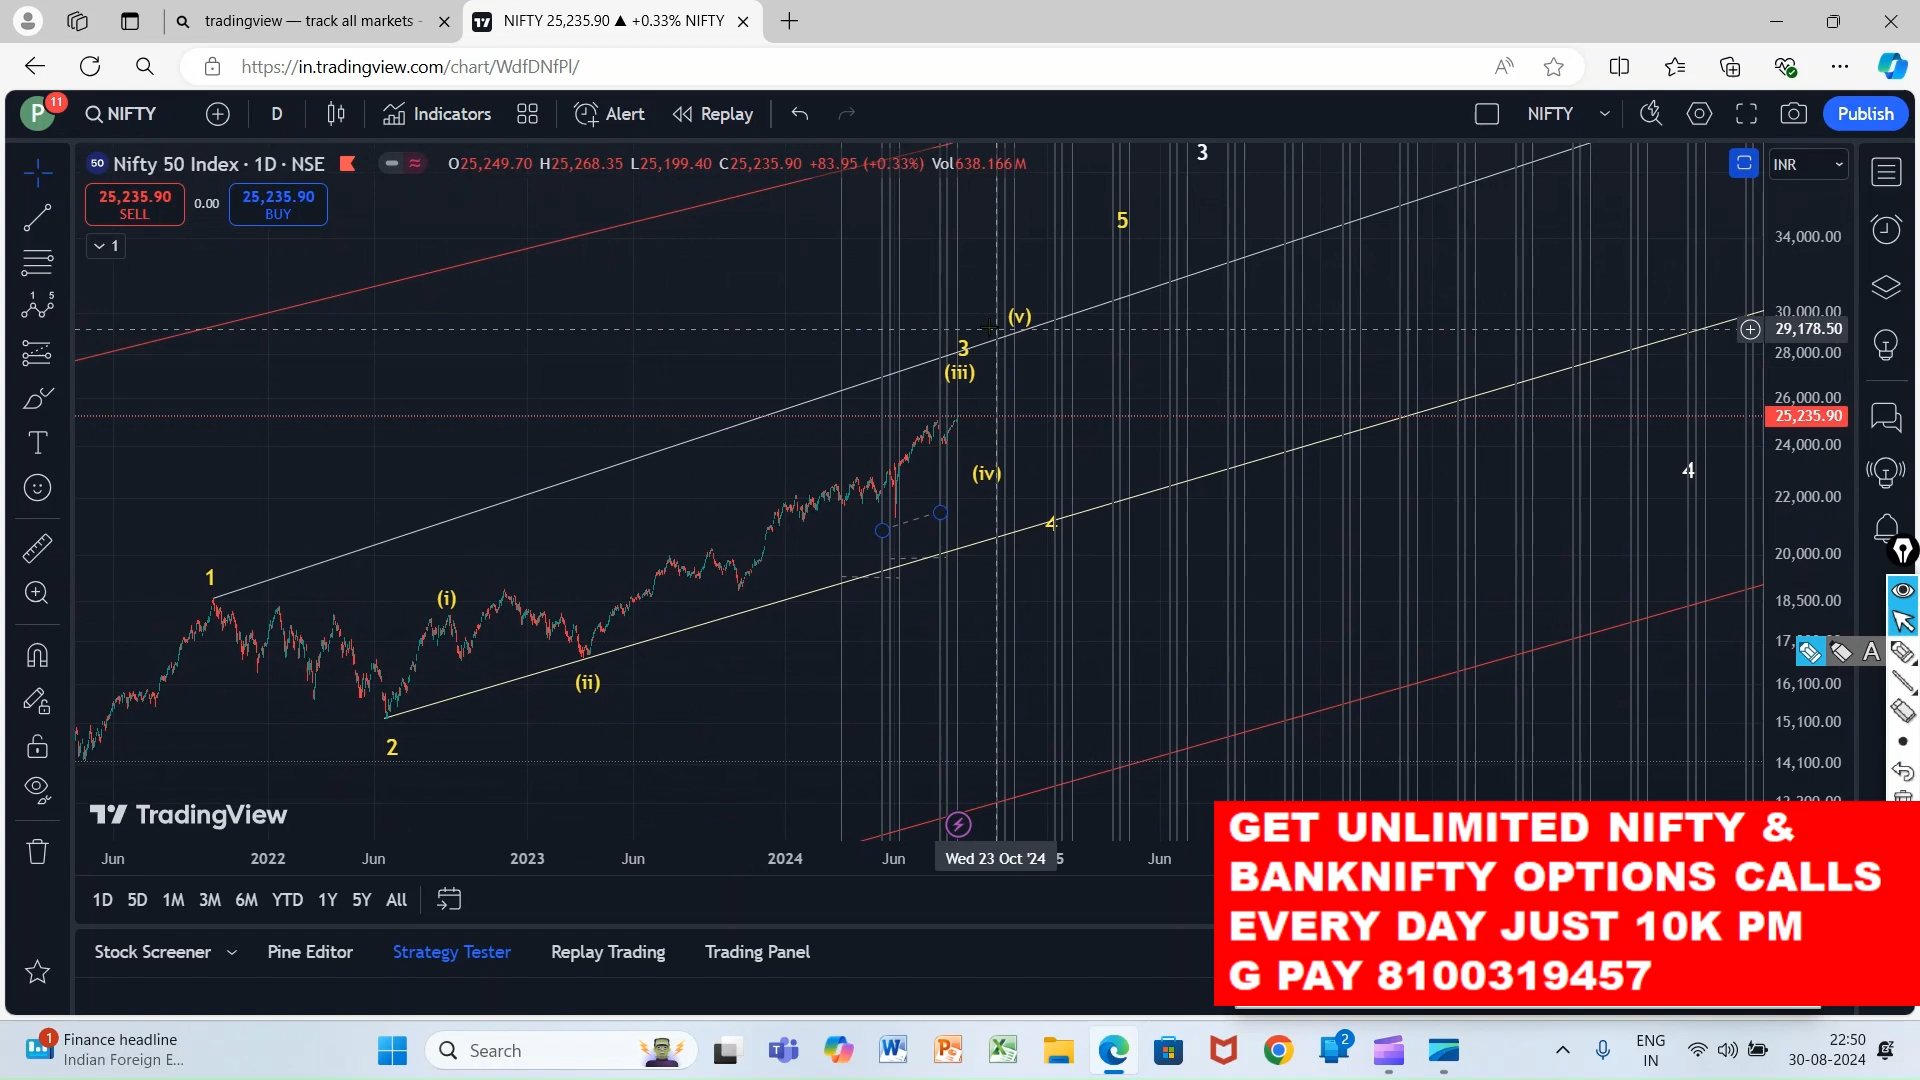 tradingview — track all markets -
NIFTY 25,235.90 ▲ +0.33% NIFTY
https://in.tradingview.com/chart/WdfDNfPl/
P
11
NIFTY
D
Indicators
Alert
Replay
NIFTY
Publish
50
Nifty 50 Index · 1D · NSE
O25,249.70 H25,268.35 L25,199.40 C25,235.90 +83.95 (+0.33%) Vol638.166M
INR
25,235.90
SELL
0.00
25,235.90
BUY
1
3
5
34,000.00
(v)
30,000.00
29,178.50
3
28,000.00
(iii)
26,000.00
25,235.90
24,000.00
(iv)
4
22,000.00
4
20,000.00
1
(i)
18,500.00
(ii)
16,100.00
2
15,100.00
14,100.00
TradingView
Jun
2022
Jun
2023
Jun
2024
Jun
Wed 23 Oct '24
5
Jun
1D 5D 1M 3M 6M YTD 1Y 5Y All
Stock Screener
Pine Editor
Strategy Tester
Replay Trading
Trading Panel
A
GET UNLIMITED NIFTY &
BANKNIFTY OPTIONS CALLS
EVERY DAY JUST 10K PM
G PAY 8100319457
1
Finance headline
Indian Foreign E...
Search
2
ENG
IN
22:50
30-08-2024